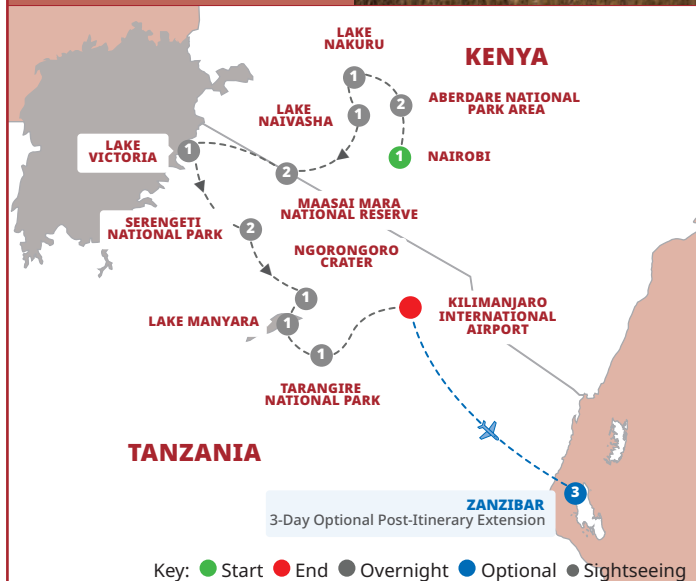 LAKE
NAKURU
1
KENYA
2
ABERDARE NATIONAL
PARK AREA
LAKE
NAIVASHA
1
LAKE
VICTORIA
1
1
NAIROBI
2
MAASAI MARA
NATIONAL RESERVE
SERENGETI
NATIONAL PARK
2
NGORONGORO
CRATER
1
LAKE MANYARA
1
KILIMANJARO
INTERNATIONAL
AIRPORT
1
TARANGIRE
NATIONAL PARK
TANZANIA
3
ZANZIBAR
3-Day Optional Post-Itinerary Extension
Key: Start End Overnight Optional Sightseeing